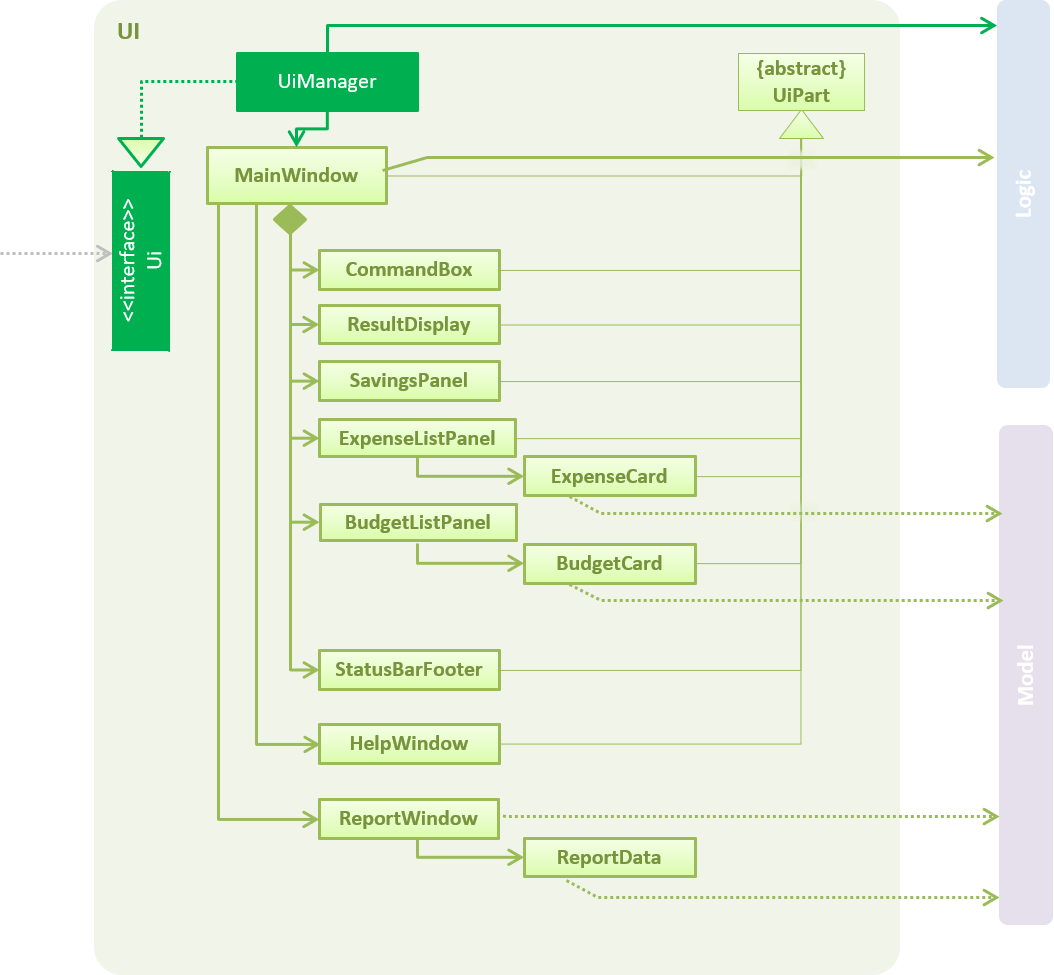 UI
UiManager
{abstract}
UiPart
MainWindow
<<interface>>
Ui
Logic
CommandBox
ResultDisplay
SavingsPanel
ExpenseListPanel
ExpenseCard
BudgetListPanel
BudgetCard
StatusBarFooter
Model
HelpWindow
ReportWindow
ReportData